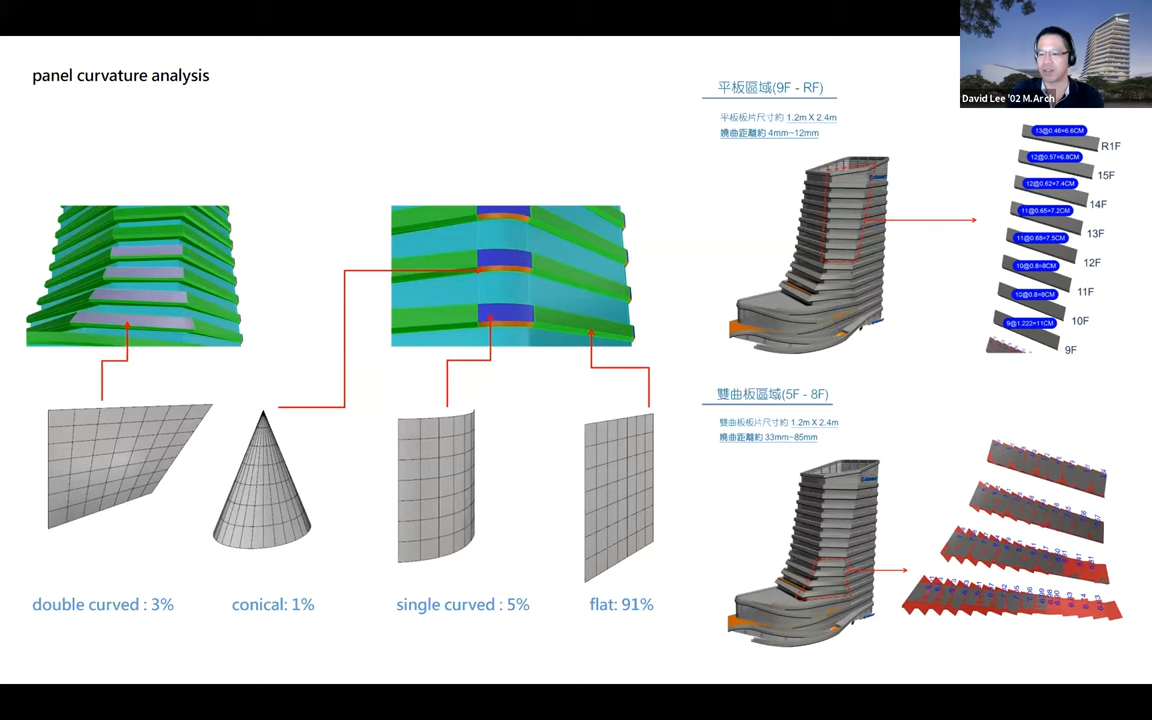 panel curvature analysis
David Lee '02 M.Arch
平板區域(9F - RF)
平板板片尺寸約 1.2m X 2.4m
撓曲距離約 4mm~12mm
13@0.46=6.6CM
R1F
12@0.57=6.8CM
15F
12@0.62=7.4CM
14F
11@0.65=7.2CM
13F
11@0.68=7.5CM
12F
10@0.8=8CM
11F
10@0.8=8CM
10F
9@1.222=11CM
9F
雙曲板區域(5F - 8F)
雙曲板板片尺寸約 1.2m X 2.4m
撓曲距離約 33mm~85mm
double curved : 3%
conical: 1%
single curved : 5%
flat: 91%